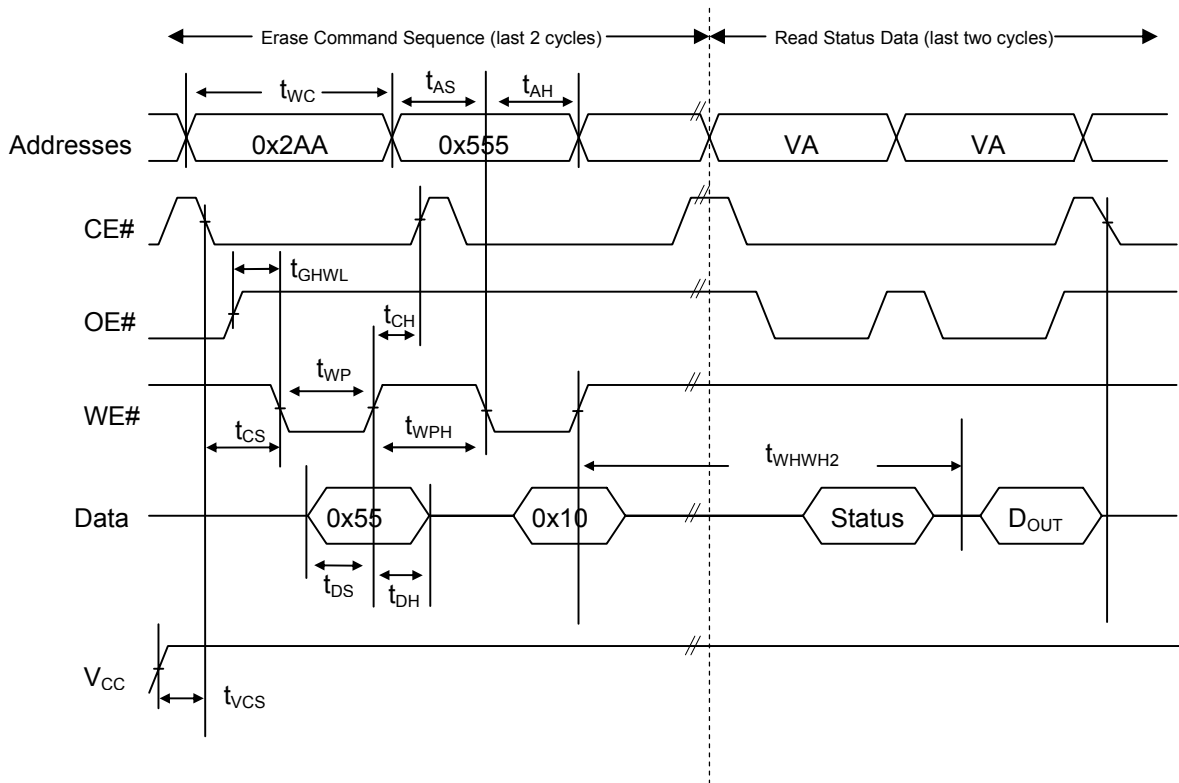 Erase Command Sequence (last 2 cycles)
Read Status Data (last two cycles)
tWC
tAS
tAH
Addresses
0x2AA
0x555
VA
VA
CE#
tGHWL
OE#
tCH
tWP
WE#
tCS
tWPH
tWHWH2
Data
0x55
0x10
Status
DOUT
tDS
tDH
VCC
tVCS